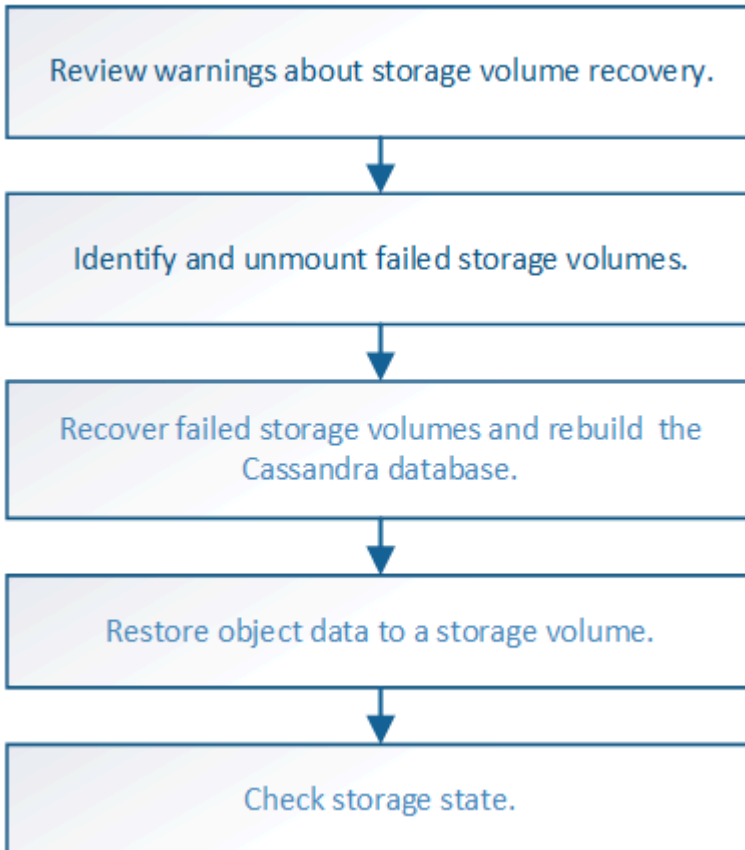 Review warnings about storage volume recovery.
Identify and unmount failed storage volumes.
Recover failed storage volumes and rebuild the
Cassandra database.
Restore object data to a storage volume.
Check storage state.